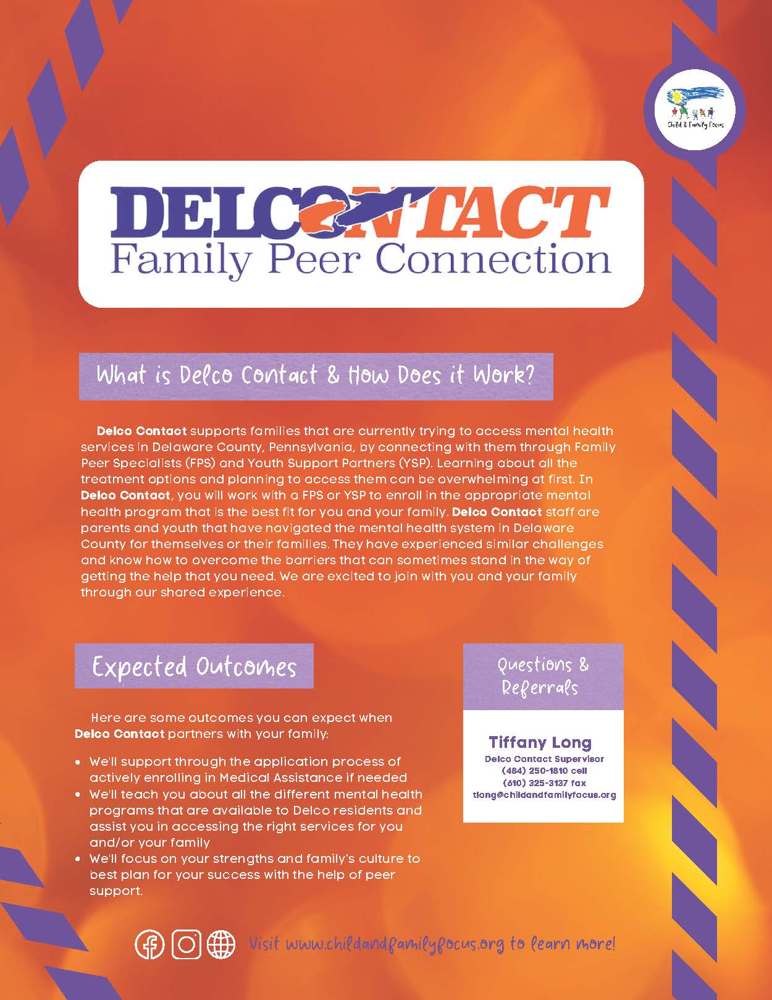 Child & Family Focus
DELCONTACT
Family Peer Connection
What is Delco Contact & How Does it Work?
Delco Contact supports families that are currently trying to access mental health
services in Delaware County, Pennsylvania, by connecting with them through Family
Peer Specialists (FPS) and Youth Support Partners (YSP). Learning about all the
treatment options and planning to access them can be overwhelming at first. In
Delco Contact, you will work with a FPS or YSP to enroll in the appropriate mental
health program that is the best fit for you and your family. Delco Contact staff are
parents and youth that have navigated the mental health system in Delaware
County for themselves or their families. They have experienced similar challenges
and know how to overcome the barriers that can sometimes stand in the way of
getting the help that you need. We are excited to join with you and your family
through our shared experience.
Expected Outcomes
Here are some outcomes you can expect when
Delco Contact partners with your family:
• We'll support through the application process of
actively enrolling in Medical Assistance if needed
• We'll teach you about all the different mental health
programs that are available to Delco residents and
assist you in accessing the right services for you
and/or your family
• We'll focus on your strengths and family's culture to
best plan for your success with the help of peer
support.
Questions &
Referrals
Tiffany Long
Delco Contact Supervisor
(484) 250-1810 cell
(610) 325-3137 fax
tlong@childandfamilyfocus.org
Visit www.childandfamilyfocus.org to learn more!